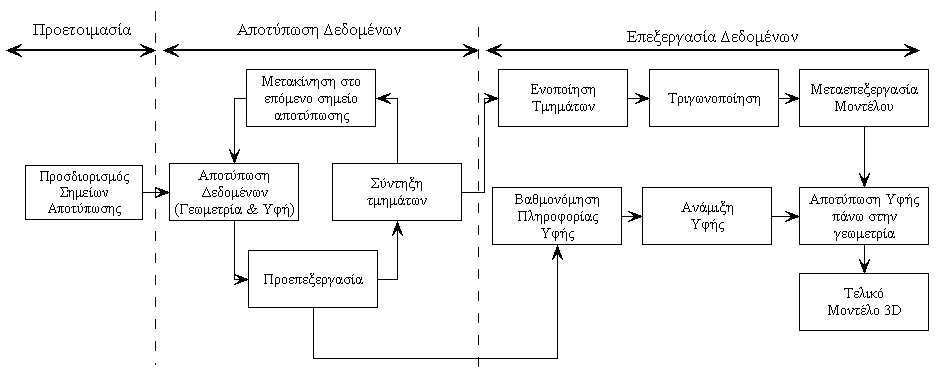 Προετοιμασία
Αποτύπωση Δεδομένων
Επεξεργασία Δεδομένων
Προσδιορισμός
Σημείων
Αποτύπωσης
Μετακίνηση στο
επόμενο σημείο
αποτύπωσης
Αποτύπωση
Δεδομένων
(Γεωμετρία & Υφή)
Σύντηξη
τμημάτων
Προεπεξεργασία
Ενοποίηση
Τμημάτων
Τριγωνοποίηση
Μεταεπεξεργασία
Μοντέλου
Βαθμονόμηση
Πληροφορίας
Υφής
Ανάμιξη
Υφής
Αποτύπωση Υφής
πάνω στην
γεωμετρία
Τελικό
Μοντέλο 3D